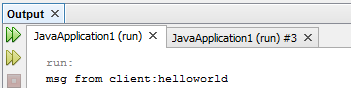 Output
JavaApplication1 (run) JavaApplication1 (run) #3
run:
msg from client:helloworld